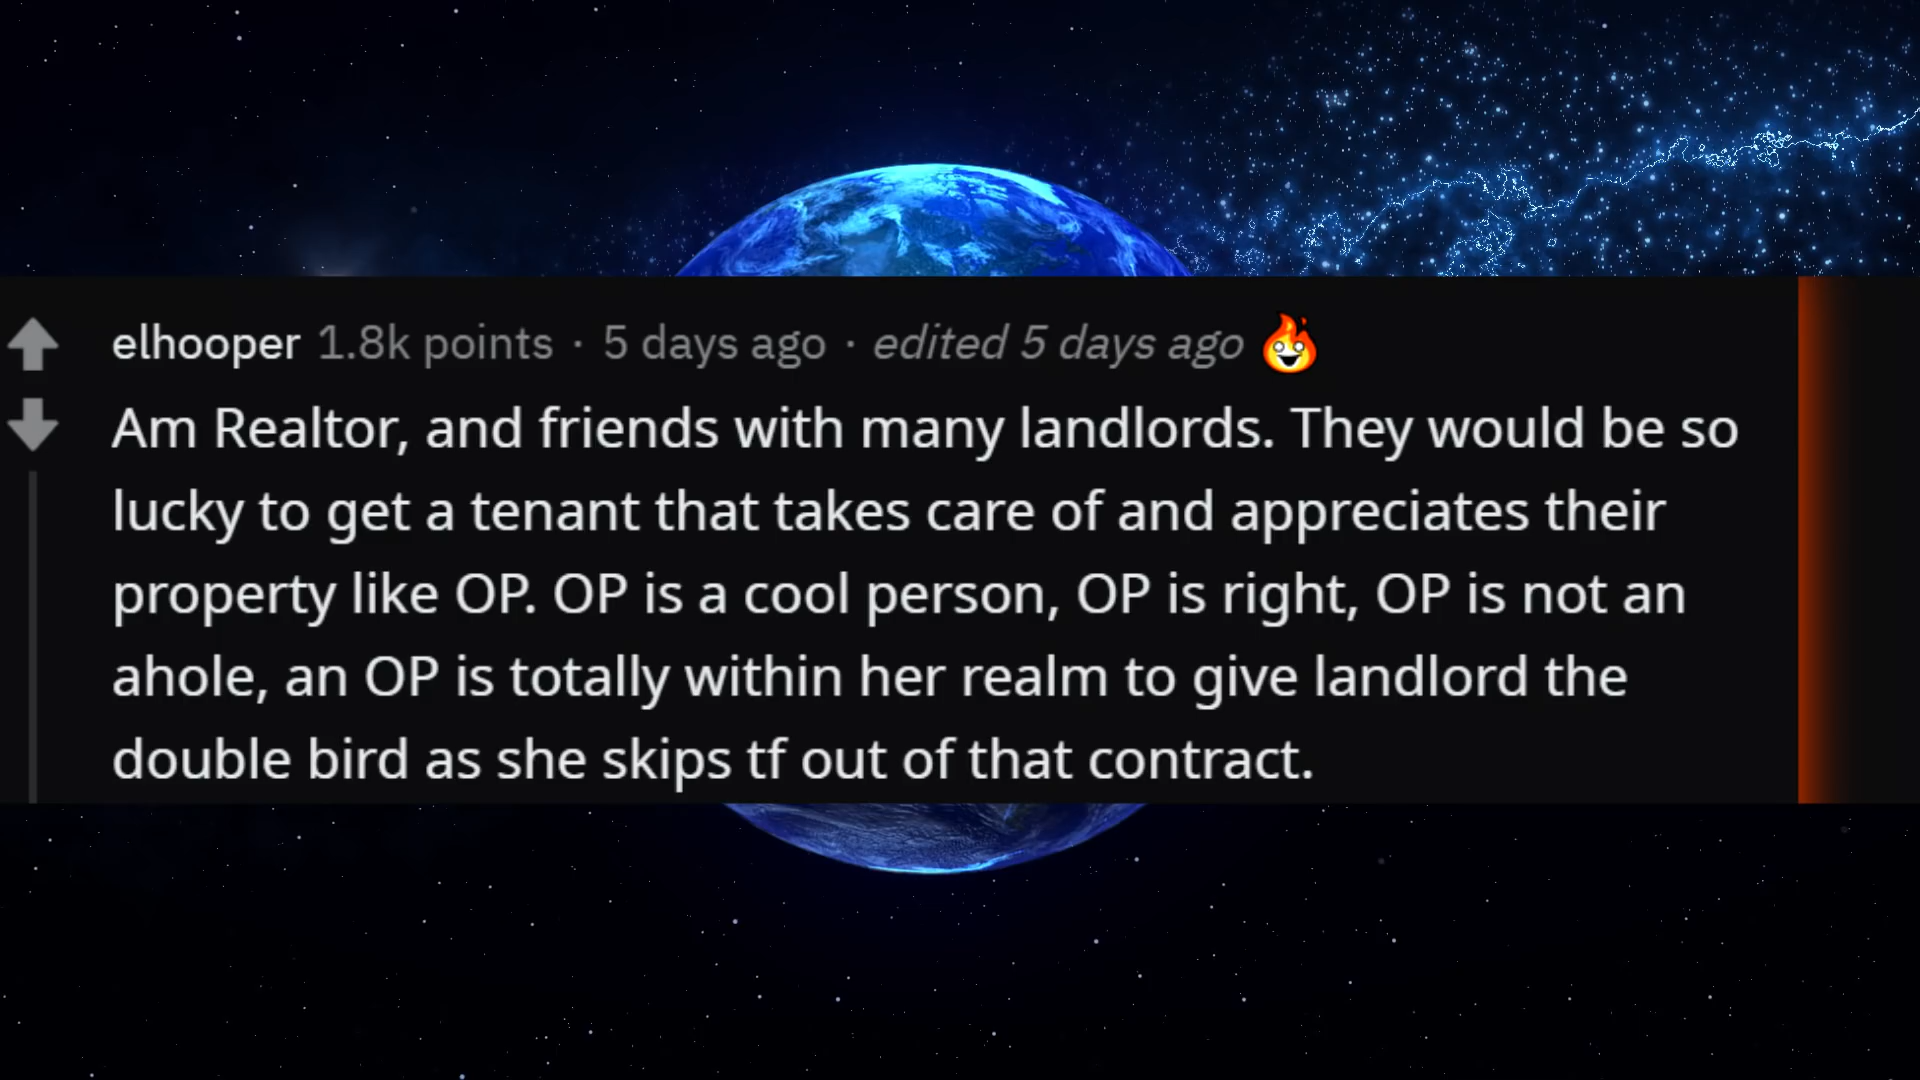 elhooper 1.8k points · 5 days ago · edited 5 days ago
Am Realtor, and friends with many landlords. They would be so
lucky to get a tenant that takes care of and appreciates their
property like OP. OP is a cool person, OP is right, OP is not an
ahole, an OP is totally within her realm to give landlord the
double bird as she skips tf out of that contract.